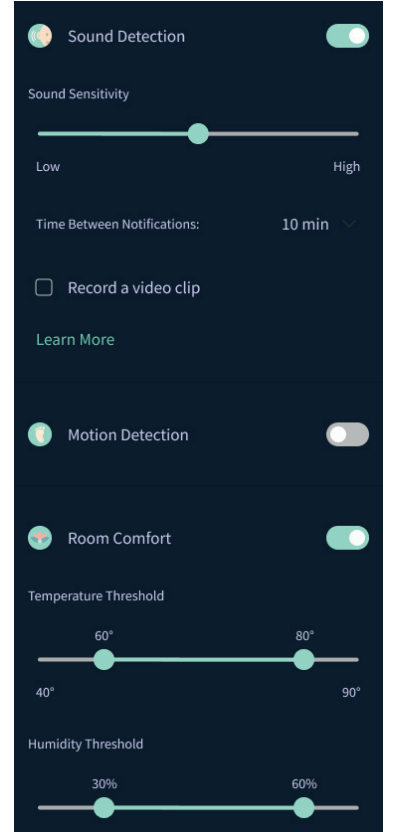 Sound Detection
Sound Sensitivity
Low High
Time Between Notifications: 10 min
Record a video clip
Learn More
Motion Detection
Room Comfort
Temperature Threshold
60° 80°
40° 90°
Humidity Threshold
30% 60%